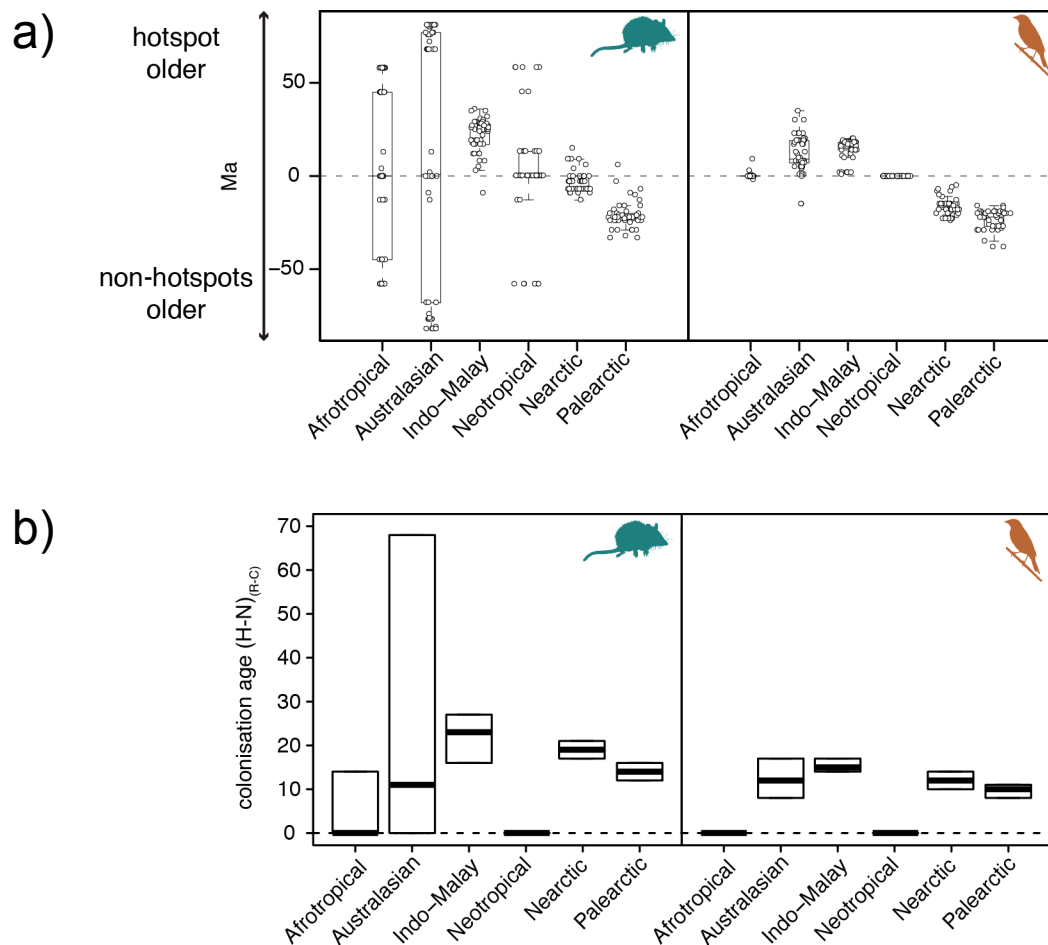 a)
hotspot
older
Ma
non-hotspots
older
50
0
−50
Afrotropical
Australasian
Indo−Malay
Neotropical
Nearctic
Palearctic
Afrotropical
Australasian
Indo−Malay
Neotropical
Nearctic
Palearctic
b)
colonisation age (H-N)(R-C)
70
60
50
40
30
20
10
0
Afrotropical
Australasian
Indo−Malay
Neotropical
Nearctic
Palearctic
Afrotropical
Australasian
Indo−Malay
Neotropical
Nearctic
Palearctic